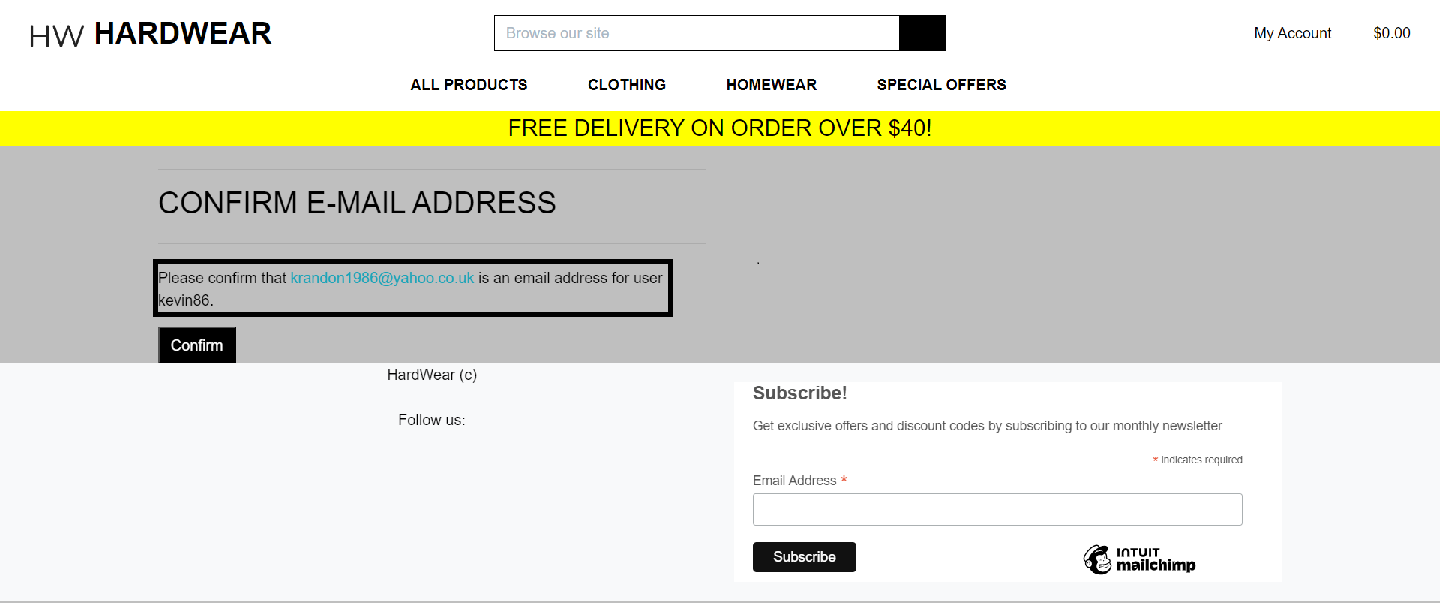 HW HARDWEAR
Browse our site
My Account
$0.00
ALL PRODUCTS
CLOTHING
HOMEWEAR
SPECIAL OFFERS
FREE DELIVERY ON ORDER OVER $40!
CONFIRM E-MAIL ADDRESS
Please confirm that krandon1986@yahoo.co.uk is an email address for user
kevin86.
.
Confirm
HardWear (c)
Follow us:
Subscribe!
Get exclusive offers and discount codes by subscribing to our monthly newsletter
* indicates required
Email Address *
Subscribe
INTUIT
mailchimp